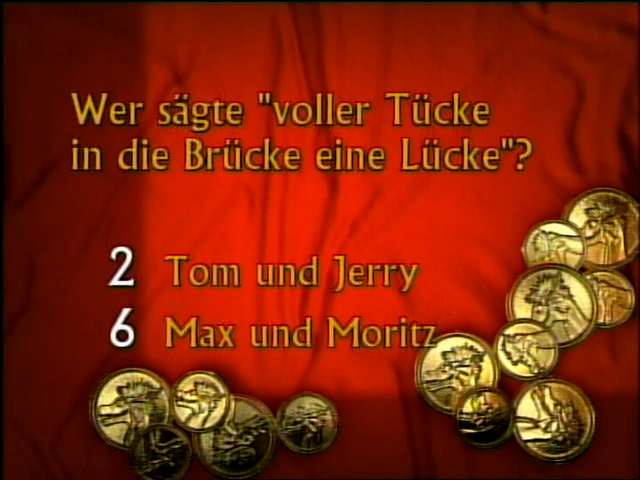 Wer sägte "voller Tücke
in die Brücke eine Lücke"?
2 Tom und Jerry
6 Max und Moritz